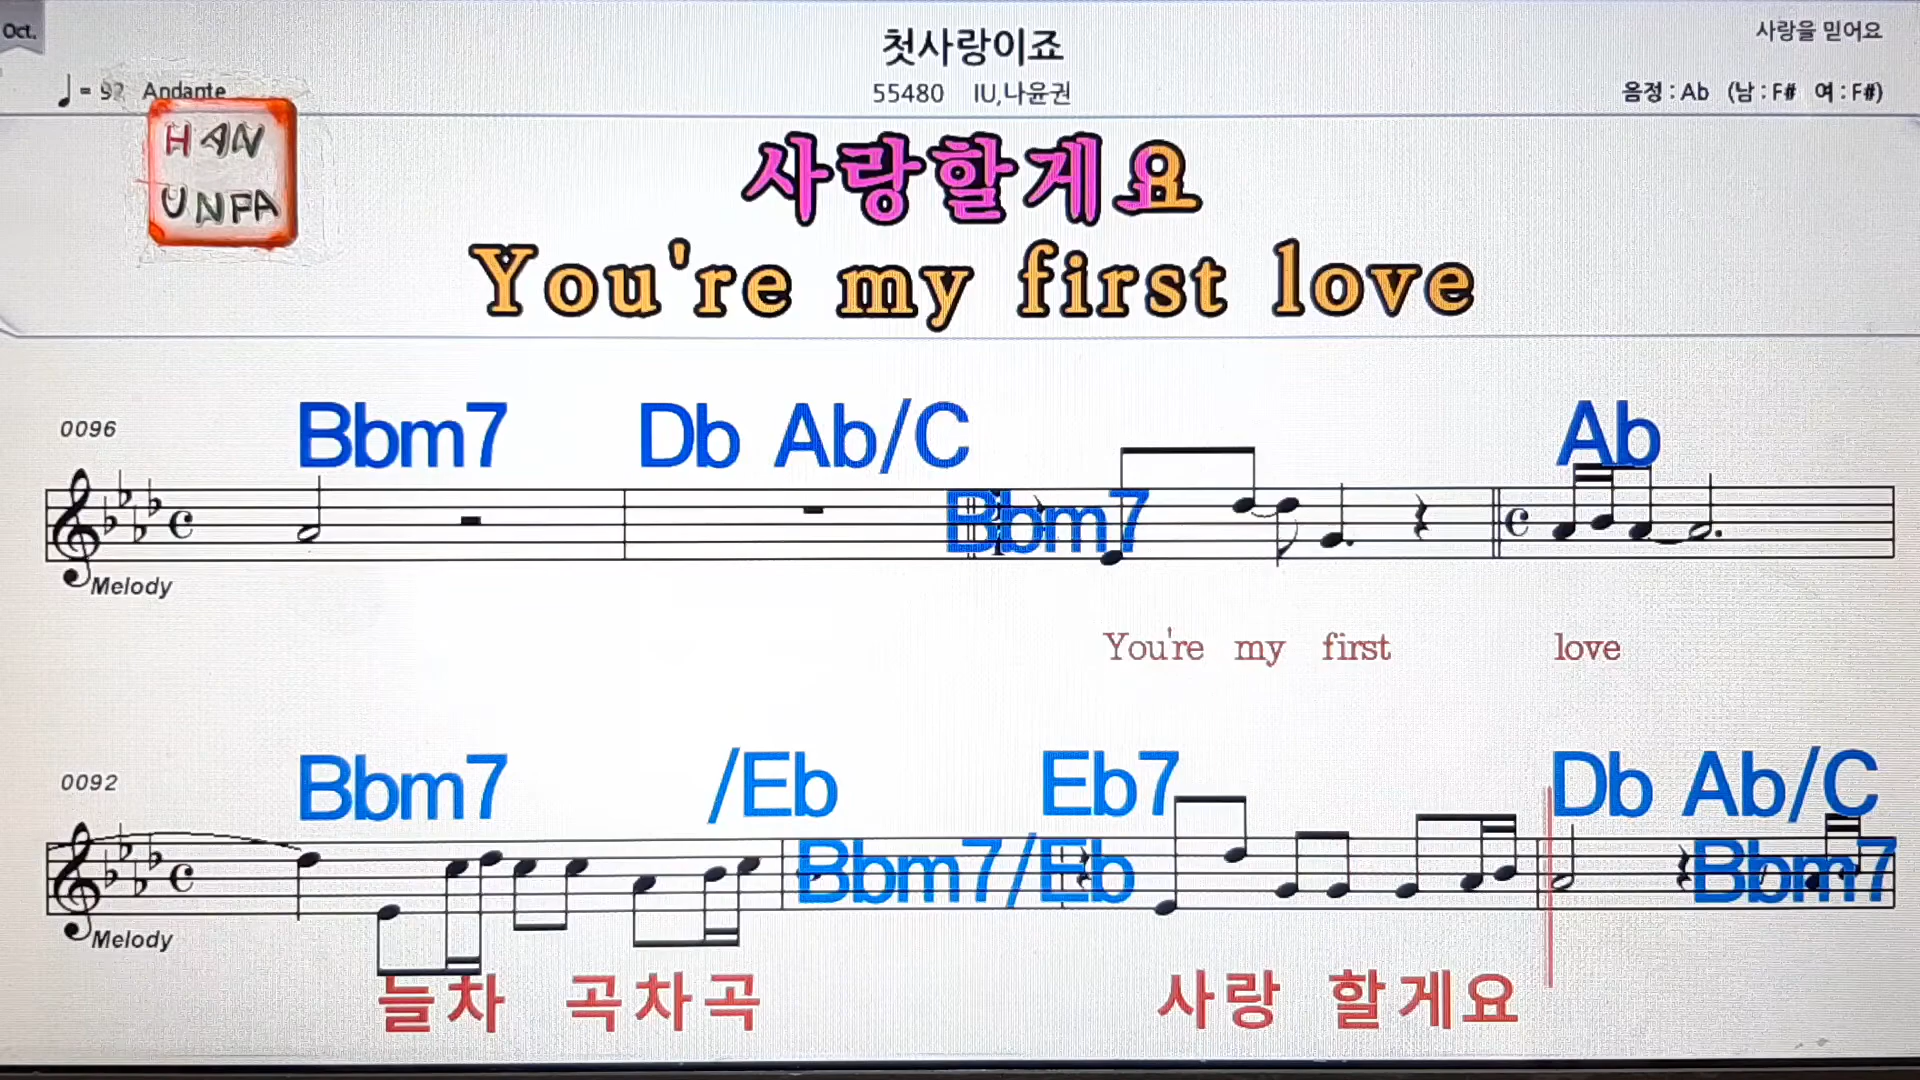 Oct.
첫사랑이죠
사랑을 믿어요
♩ = 92 Andante
55480 IU,나윤권
음정 : Ab (남 : F# 여 : F#)
HAN
UNFA
사랑할게요
You're my first love
0096
Bbm7 Db Ab/C Bbm7 Ab
Melody
You're my first love
0092
Bbm7 /Eb Eb7 Db Ab/C
Bbm7/Eb Bbm7
Melody
늘차 곡차곡 사랑 할게요